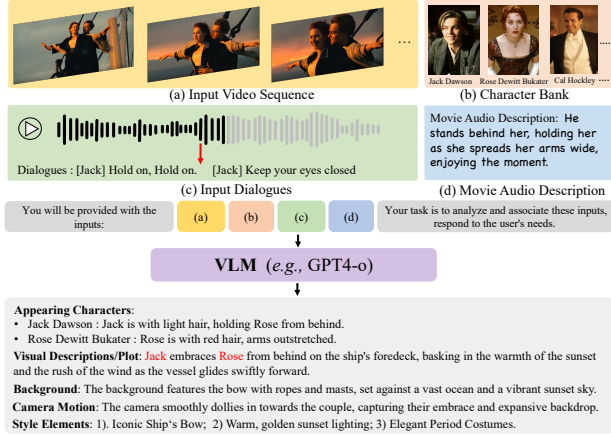 ...
....
....
Jack Dawson Rose Dewitt Bukater Cal Hockley
(a) Input Video Sequence
(b) Character Bank
Dialogues : [Jack] Hold on, Hold on. [Jack] Keep your eyes closed
(c) Input Dialogues
Movie Audio Description: He
stands behind her, holding her
as she spreads her arms wide,
enjoying the moment.
(d) Movie Audio Description
You will be provided with the
inputs:
(a)
(b)
(c)
(d)
Your task is to analyze and associate these inputs,
respond to the user's needs.
VLM (e.g., GPT4-o)
Appearing Characters:
• Jack Dawson : Jack is with light hair, holding Rose from behind.
• Rose Dewitt Bukater : Rose is with red hair, arms outstretched.
Visual Descriptions/Plot: Jack embraces Rose from behind on the ship's foredeck, basking in the warmth of the sunset
and the rush of the wind as the vessel glides swiftly forward.
Background: The background features the bow with ropes and masts, set against a vast ocean and a vibrant sunset sky.
Camera Motion: The camera smoothly dollies in towards the couple, capturing their embrace and expansive backdrop.
Style Elements: 1). Iconic Ship's Bow; 2) Warm, golden sunset lighting; 3) Elegant Period Costumes.